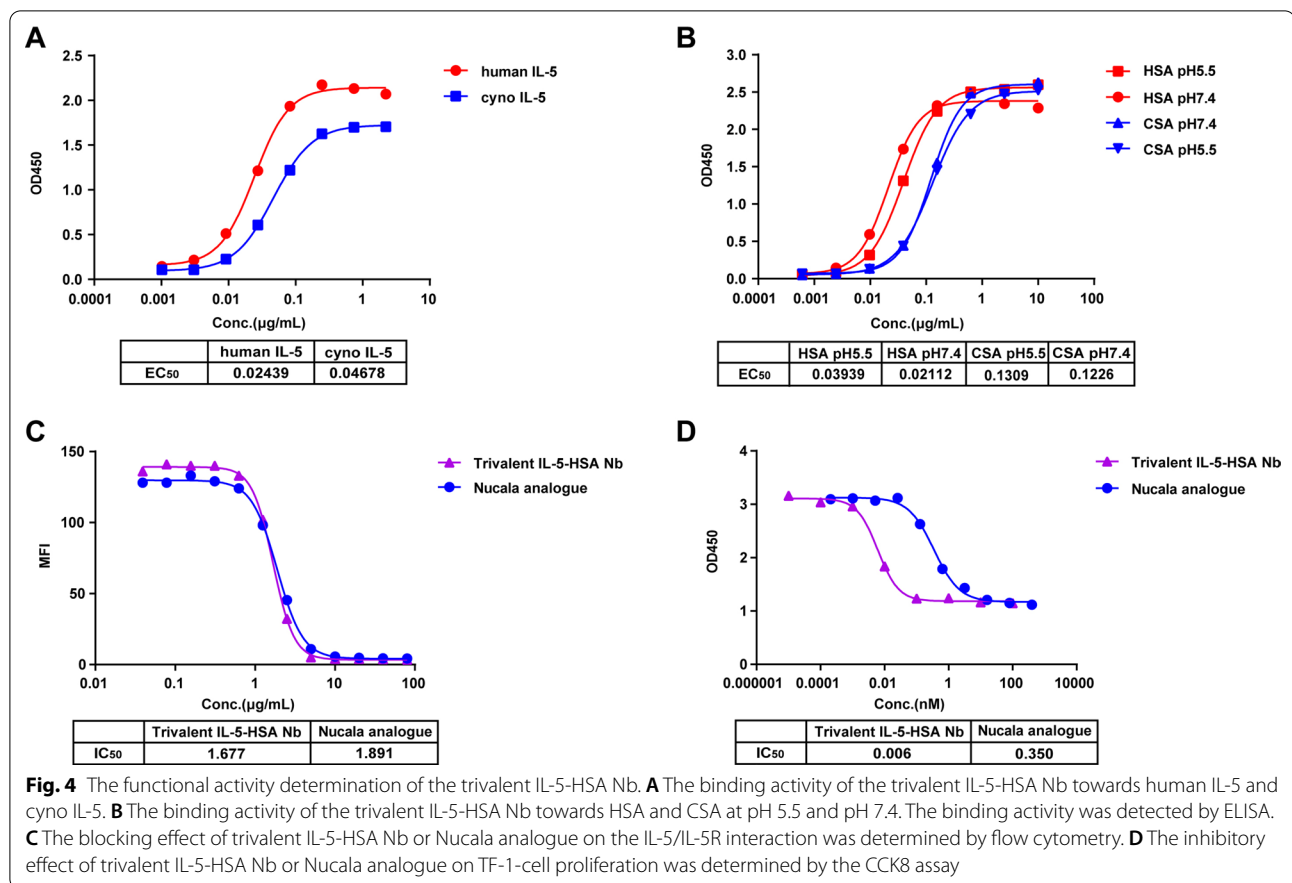 A
2.5
2.0
1.5
1.0
0.5
0.0
OD450
0.0001 0.001 0.01 0.1 1 10
Conc.(µg/mL)
human IL-5
cyno IL-5
human IL-5 cyno IL-5
EC50 0.02439 0.04678
B
3.0
2.5
2.0
1.5
1.0
0.5
0.0
OD450
0.0001 0.001 0.01 0.1 1 10 100
Conc.(µg/mL)
HSA pH5.5
HSA pH7.4
CSA pH7.4
CSA pH5.5
HSA pH5.5 HSA pH7.4 CSA pH5.5 CSA pH7.4
EC50 0.03939 0.02112 0.1309 0.1226
C
150
100
50
0
MFI
0.01 0.1 1 10 100
Conc.(µg/mL)
Trivalent IL-5-HSA Nb
Nucala analogue
Trivalent IL-5-HSA Nb Nucala analogue
IC50 1.677 1.891
D
4
3
2
1
0
OD450
0.000001 0.0001 0.01 1 100 10000
Conc.(nM)
Trivalent IL-5-HSA Nb
Nucala analogue
Trivalent IL-5-HSA Nb Nucala analogue
IC50 0.006 0.350
Fig. 4 The functional activity determination of the trivalent IL-5-HSA Nb. A The binding activity of the trivalent IL-5-HSA Nb towards human IL-5 and
cyno IL-5. B The binding activity of the trivalent IL-5-HSA Nb towards HSA and CSA at pH 5.5 and pH 7.4. The binding activity was detected by ELISA.
C The blocking effect of trivalent IL-5-HSA Nb or Nucala analogue on the IL-5/IL-5R interaction was determined by flow cytometry. D The inhibitory
effect of trivalent IL-5-HSA Nb or Nucala analogue on TF-1-cell proliferation was determined by the CCK8 assay